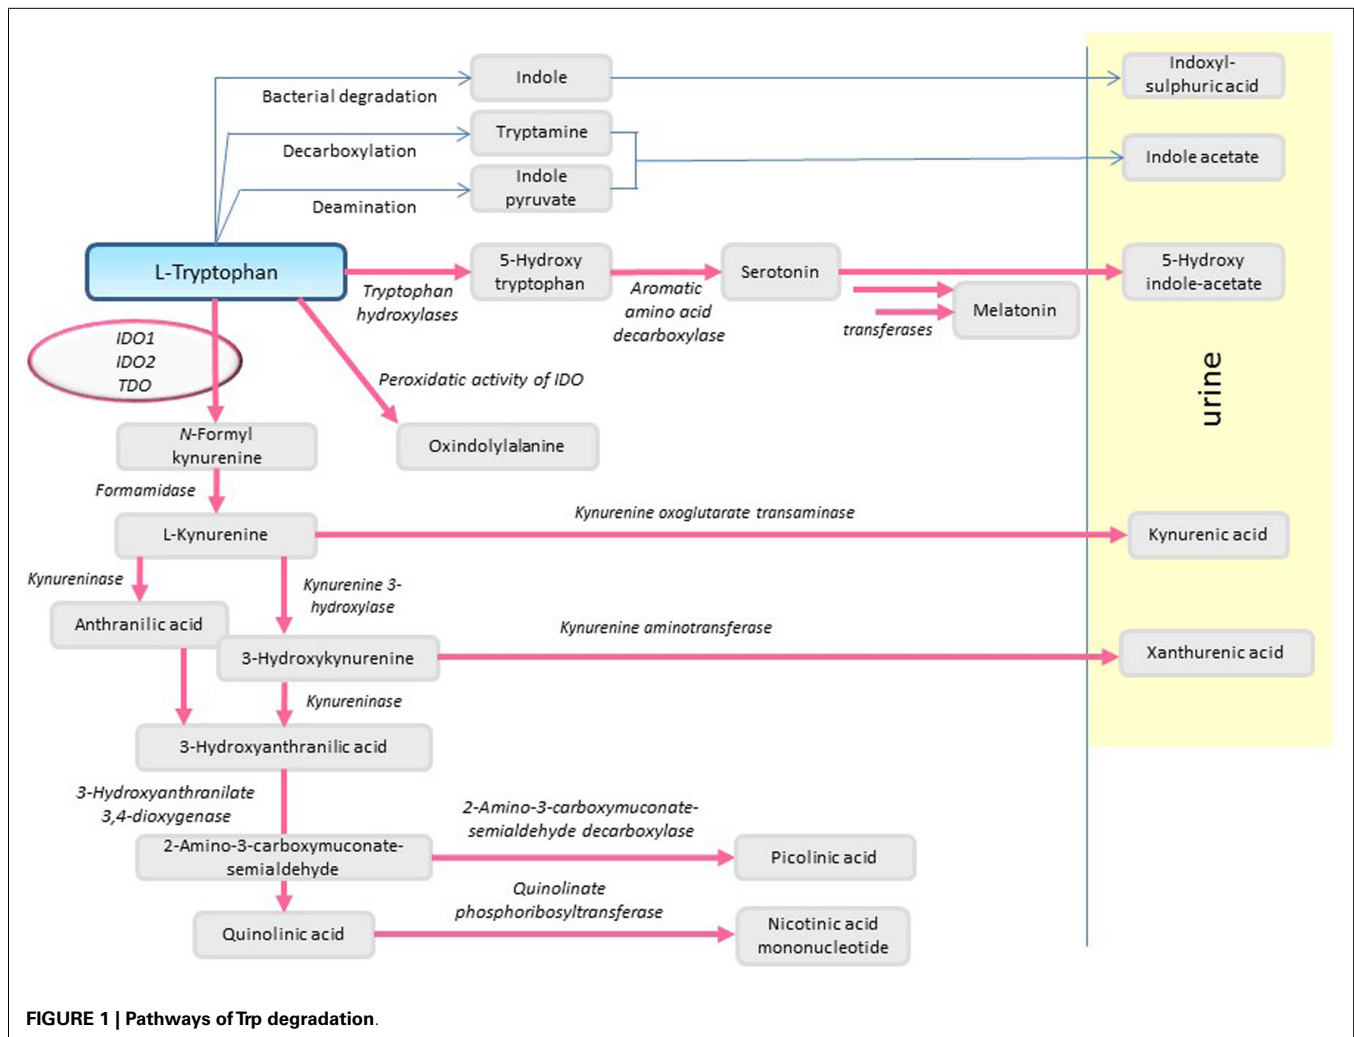 Indole
Bacterial degradation
Indoxyl-
sulphuric acid
Tryptamine
Decarboxylation
Indole acetate
Indole
pyruvate
Deamination
L-Tryptophan
Tryptophan
hydroxylases
5-Hydroxy
tryptophan
Aromatic
amino acid
decarboxylase
Serotonin
transferases
Melatonin
5-Hydroxy
indole-acetate
urine
IDO1
IDO2
TDO
Peroxidatic activity of IDO
N-Formyl
kynurenine
Oxindolylalanine
Formamidase
L-Kynurenine
Kynurenine oxoglutarate transaminase
Kynurenic acid
Kynureninase
Kynurenine 3-
hydroxylase
Anthranilic acid
3-Hydroxykynurenine
Kynurenine aminotransferase
Xanthurenic acid
Kynureninase
3-Hydroxyanthranilic acid
3-Hydroxyanthranilate
3,4-dioxygenase
2-Amino-3-carboxymuconate-
semialdehyde decarboxylase
2-Amino-3-carboxymuconate-
semialdehyde
Picolinic acid
Quinolinate
phosphoribosyltransferase
Quinolinic acid
Nicotinic acid
mononucleotide
FIGURE 1 | Pathways of Trp degradation.